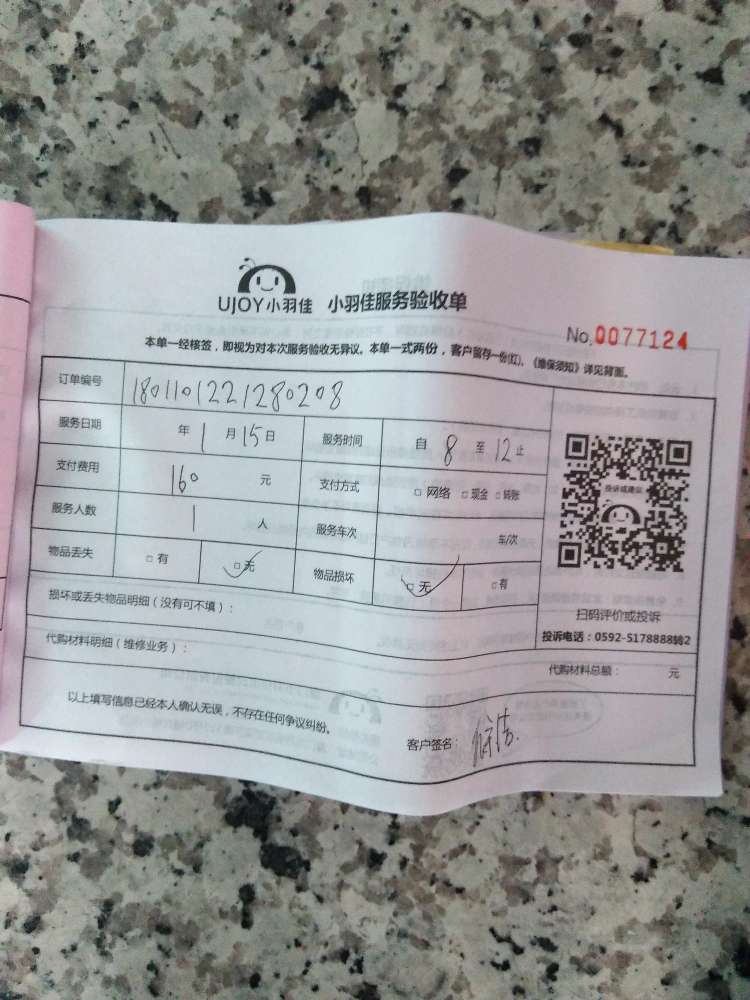 UJOY小羽佳 小羽佳服务验收单
No.0077124
本单一经核签，即视为对本次服务验收无异议。本单一式两份，客户留存一份(红)、《维保须知》详见背面。
订单编号 1801101221280208
服务日期 年 1 月 15 日 服务时间 自 8 至 12 止
支付费用 160 元 支付方式 □ 网络 □ 现金 □ 转账
服务人数 1 人 服务车次 车/次
物品丢失 □ 有 □ 无 物品损坏 □ 无 □ 有
投诉或建议
扫码评价或投诉
投诉电话：0592-5178888转2
损坏或丢失物品明细（没有可不填）：
代购材料明细（维修业务）： 代购材料总额： 元
以上填写信息已经本人确认无误，不存在任何争议纠纷。
客户签名：